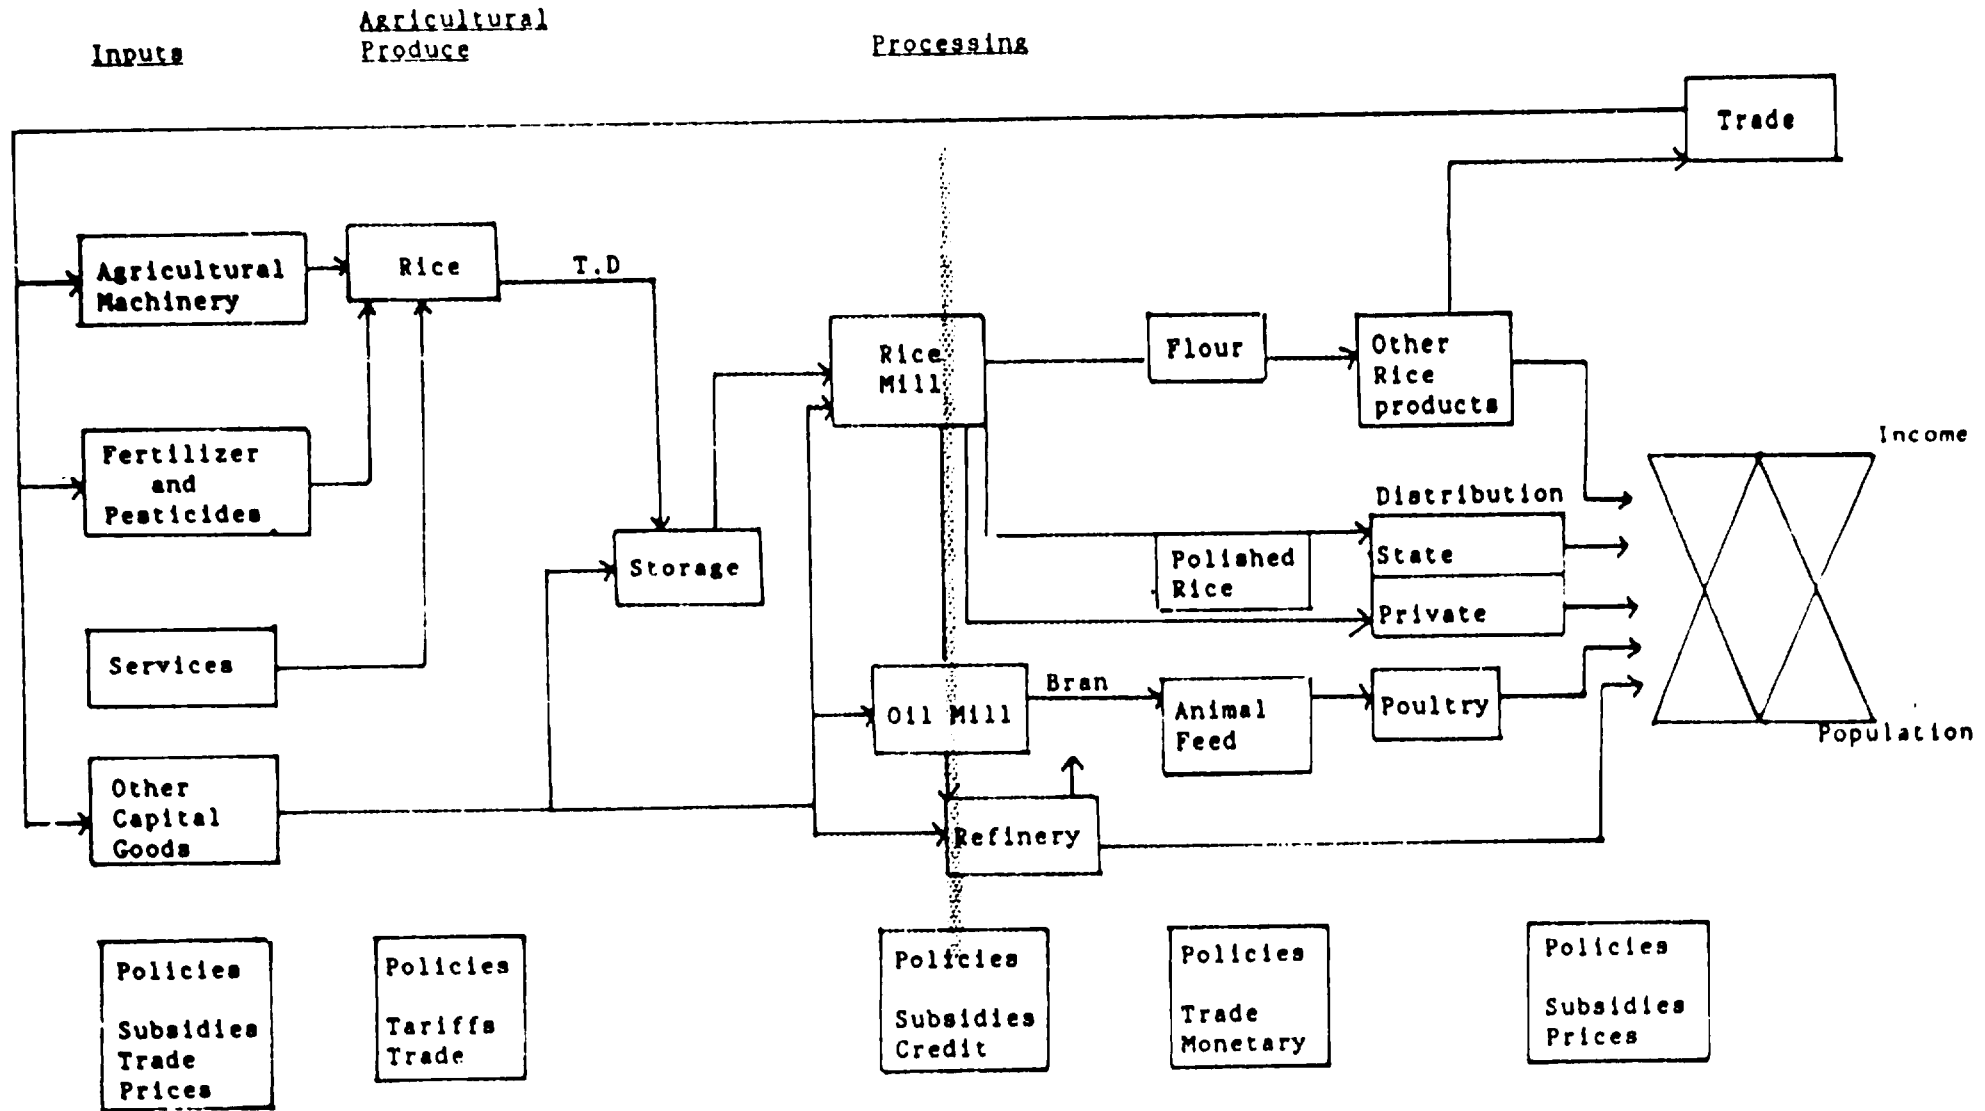 Inputs
Agricultural
Produce
Processing
Trade
Agricultural
Machinery
Rice
T.D
Fertilizer
and
Pesticides
Services
Other
Capital
Goods
Storage
Rice
Mill
Flour
Other
Rice
products
Distribution
State
Private
Polished
Rice
Oil Mill
Bran
Animal
Feed
Poultry
Refinery
Income
Population
Policies
Subsidies
Trade
Prices
Policies
Tariffs
Trade
Policies
Subsidies
Credit
Policies
Trade
Monetary
Policies
Subsidies
Prices